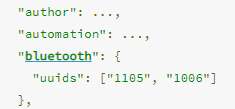 "author": ...,
"automation": ...,
"bluetooth": {
"uuids": ["1105", "1006"]
},